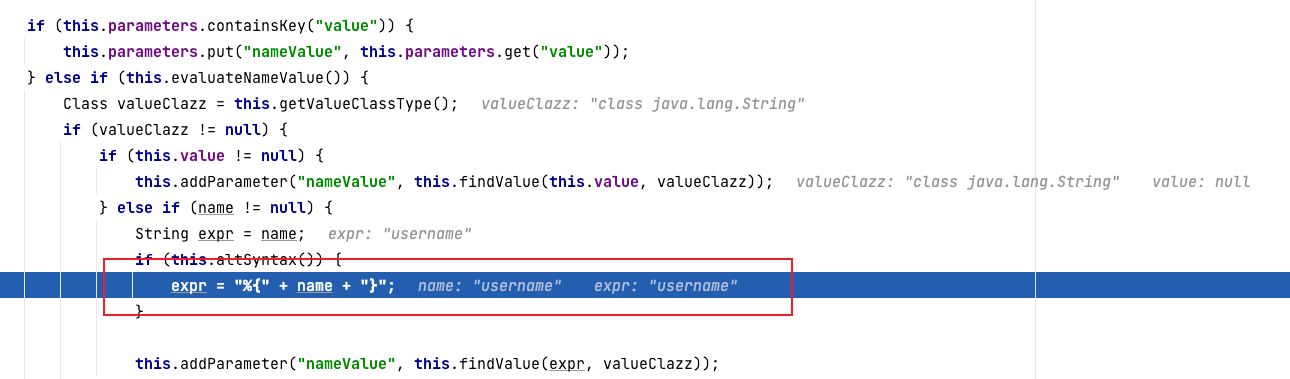 if (this.parameters.containsKey("value")) {
this.parameters.put("nameValue", this.parameters.get("value"));
} else if (this.evaluateNameValue()) {
Class valueClazz = this.getValueClassType(); valueClazz: "class java.lang.String"
if (valueClazz != null) {
if (this.value != null) {
this.addParameter("nameValue", this.findValue(this.value, valueClazz)); valueClazz: "class java.lang.String" value: null
} else if (name != null) {
String expr = name; expr: "username"
if (this.altSyntax()) {
expr = "%{" + name + "}"; name: "username" expr: "username"
}
this.addParameter("nameValue", this.findValue(expr, valueClazz));